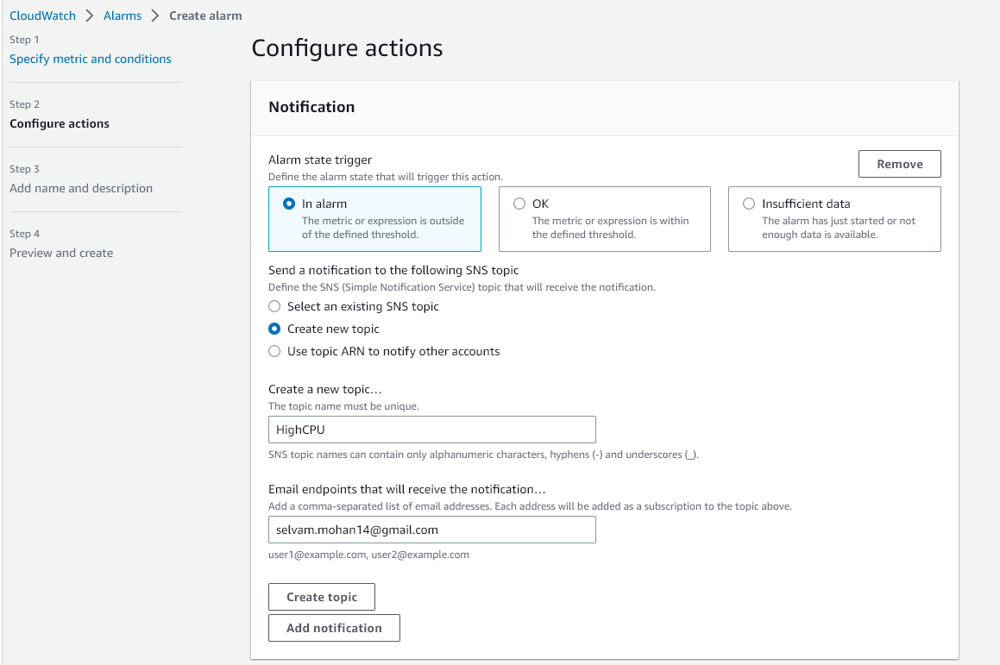 CloudWatch > Alarms > Create alarm
Step 1
Specify metric and conditions
Step 2
Configure actions
Step 3
Add name and description
Step 4
Preview and create
Configure actions
Notification
Alarm state trigger
Define the alarm state that will trigger this action.
Remove
In alarm
The metric or expression is outside
of the defined threshold.
OK
The metric or expression is within
the defined threshold.
Insufficient data
The alarm has just started or not
enough data is available.
Send a notification to the following SNS topic
Define the SNS (Simple Notification Service) topic that will receive the notification.
Select an existing SNS topic
Create new topic
Use topic ARN to notify other accounts
Create a new topic…
The topic name must be unique.
HighCPU
SNS topic names can contain only alphanumeric characters, hyphens (-) and underscores (_).
Email endpoints that will receive the notification…
Add a comma-separated list of email addresses. Each address will be added as a subscription to the topic above.
selvam.mohan14@gmail.com
user1@example.com, user2@example.com
Create topic
Add notification